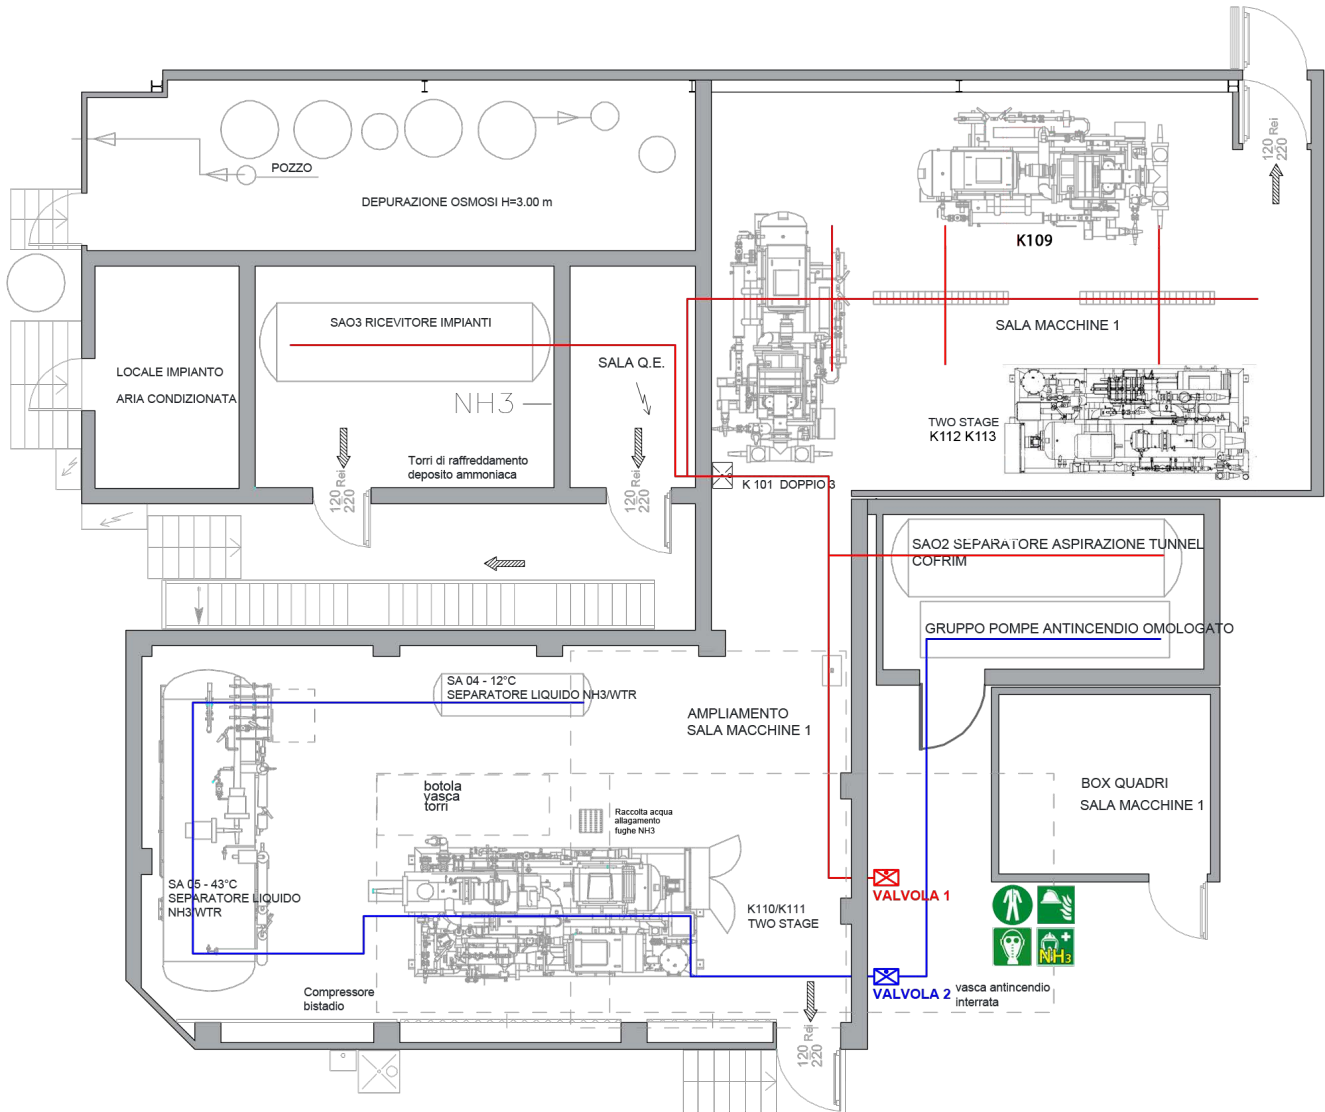 120 Rei
220
POZZO
DEPURAZIONE OSMOSI H=3.00 m
K109
SAO3 RICEVITORE IMPIANTI
SALA MACCHINE 1
SALA Q.E.
LOCALE IMPIANTO
ARIA CONDIZIONATA
NH3
TWO STAGE
K112 K113
Torri di raffreddamento
deposito ammoniaca
120 Rei
220
120 Rei
220
K 101 DOPPIO 3
SAO2 SEPARATORE ASPIRAZIONE TUNNEL
COFRIM
GRUPPO POMPE ANTINCENDIO OMOLOGATO
SA 04 - 12°C
SEPARATORE LIQUIDO NH3/WTR
AMPLIAMENTO
SALA MACCHINE 1
botola
vasca
torri
BOX QUADRI
SALA MACCHINE 1
Raccolta acqua
allagamento
fughe NH3
SA 05 - 43°C
SEPARATORE LIQUIDO
NH3/WTR
VALVOLA 1
K110/K111
TWO STAGE
NH3
VALVOLA 2
vasca antincendio
interrata
Compressore
bistadio
120 Rei
220